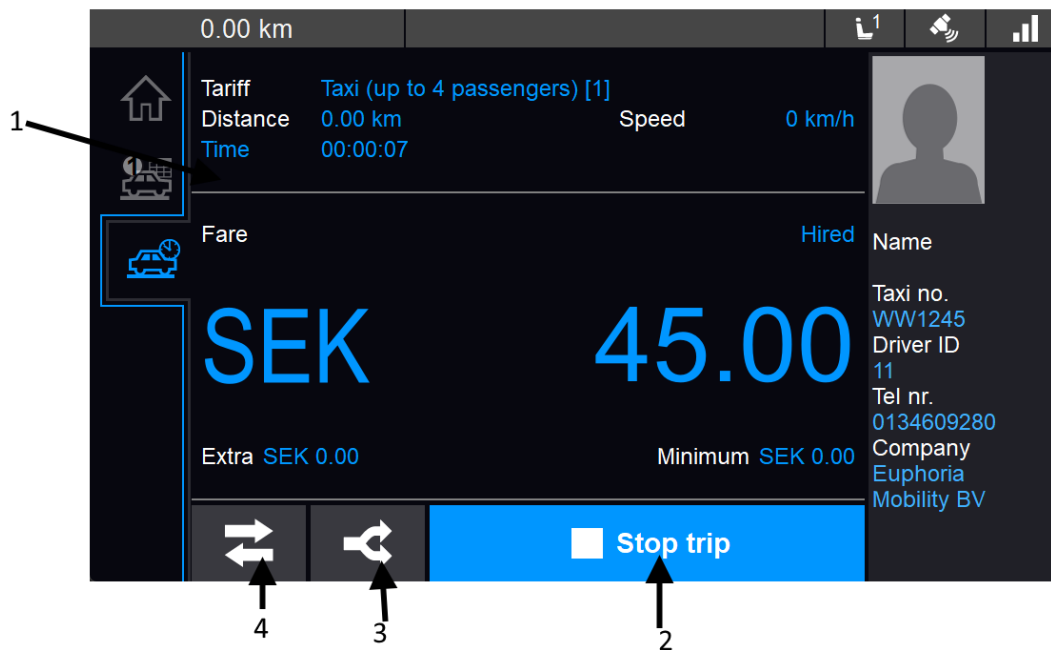 0.00 km
1
Tariff Taxi (up to 4 passengers) [1]
Distance 0.00 km Speed 0 km/h
Time 00:00:07
1
1
Fare Hired
SEK 45.00
Extra SEK 0.00 Minimum SEK 0.00
Name
Taxi no.
WW1245
Driver ID
11
Tel nr.
0134609280
Company
Euphoria
Mobility BV
Stop trip
4
3
2